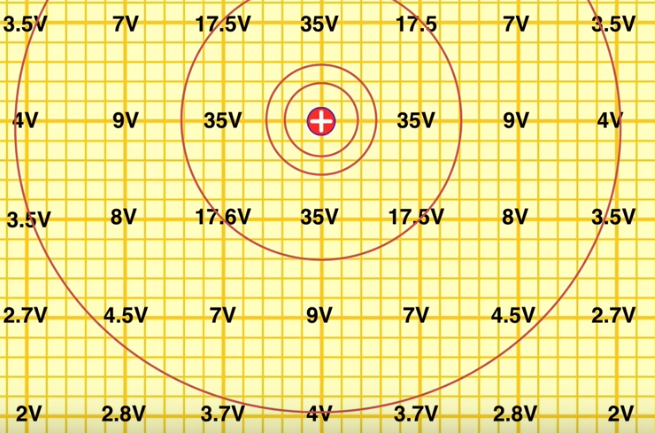 3.5V 7V 17.5V 35V 17.5 7V 3.5V
4V 9V 35V + 35V 9V 4V
3.5V 8V 17.6V 35V 17.5V 8V 3.5V
2.7V 4.5V 7V 9V 7V 4.5V 2.7V
2V 2.8V 3.7V 4V 3.7V 2.8V 2V